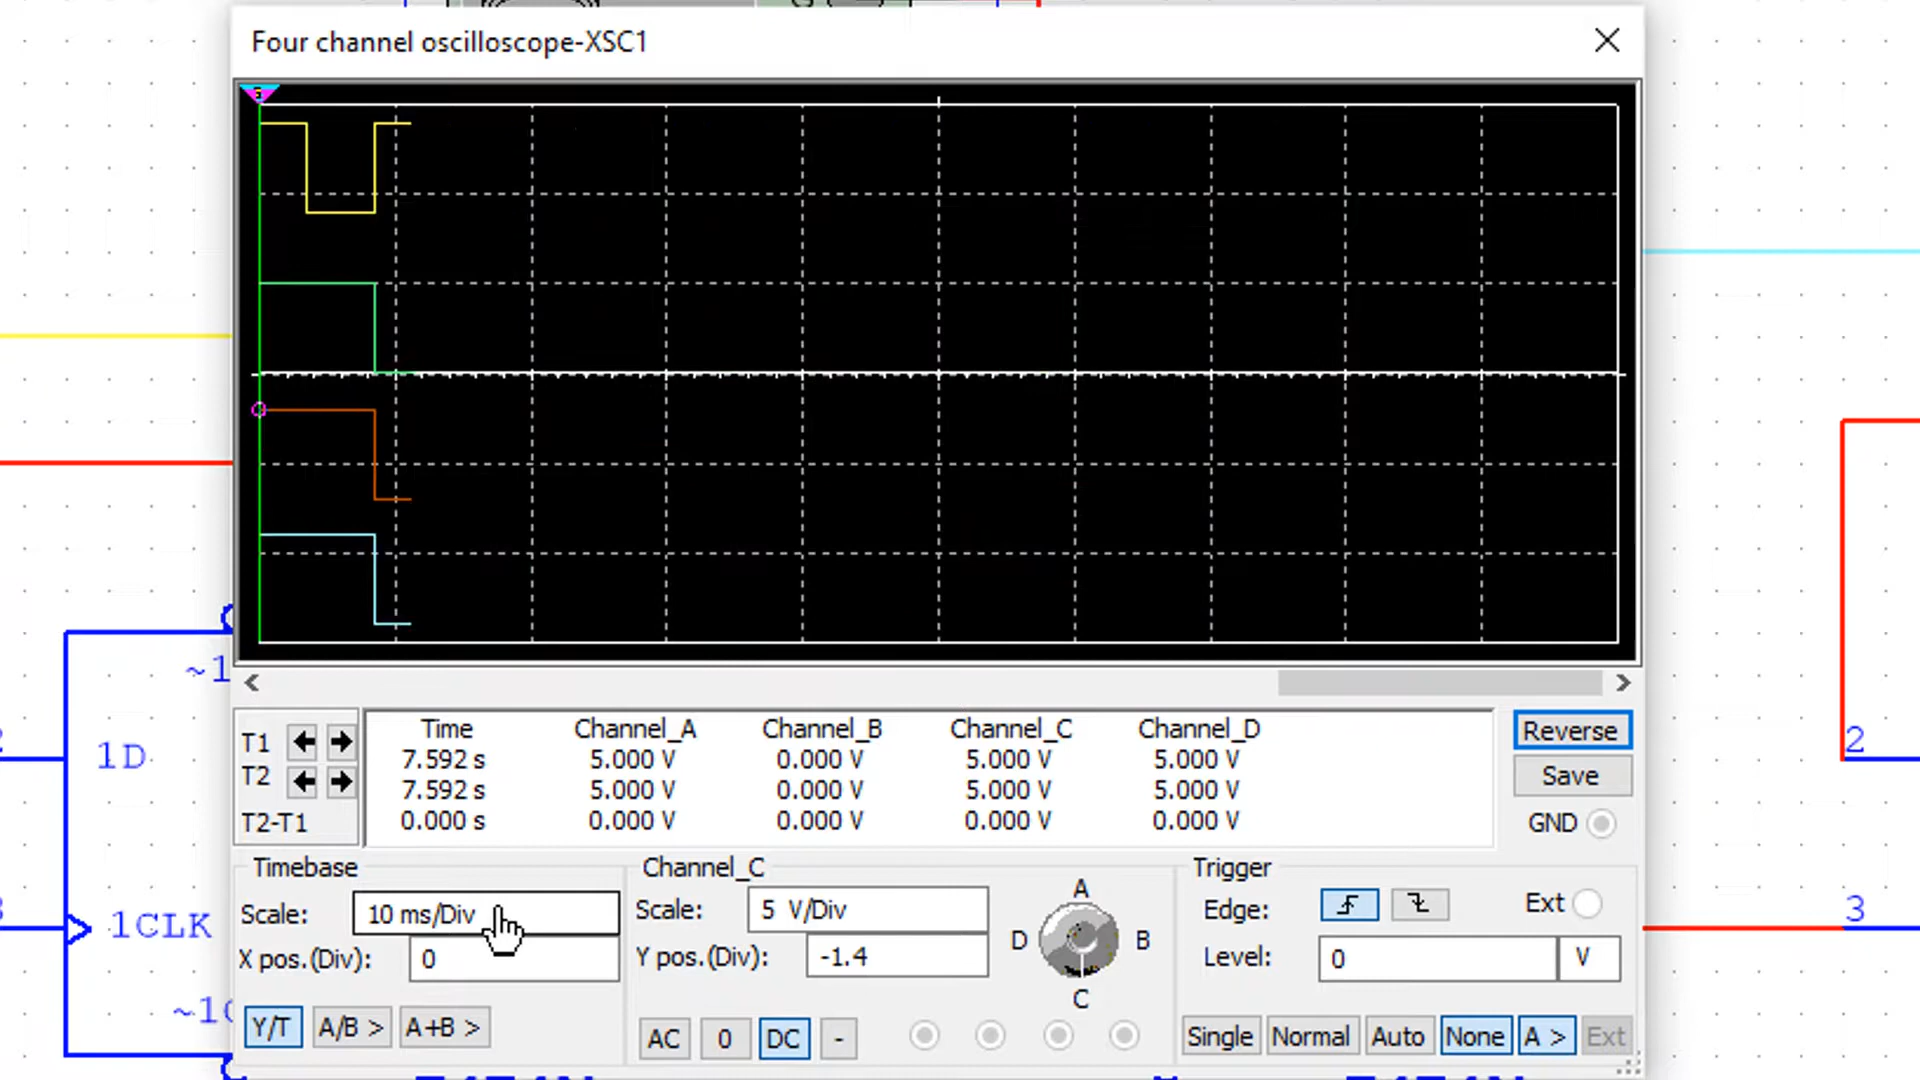 Four channel oscilloscope-XSC1
~1
1D
1CLK
2
3
T1
T2
T2-T1
Time Channel_A Channel_B Channel_C Channel_D
7.592 s 5.000 V 0.000 V 5.000 V 5.000 V
7.592 s 5.000 V 0.000 V 5.000 V 5.000 V
0.000 s 0.000 V 0.000 V 0.000 V 0.000 V
Reverse
Save
GND
Timebase
Scale: 10 ms/Div
X pos.(Div): 0
Y/T A/B > A+B >
Channel_C
Scale: 5 V/Div
Y pos.(Div): -1.4
AC 0 DC -
A
D B
C
Trigger
Edge: Ext
Level: 0 V
Single Normal Auto None A > Ext